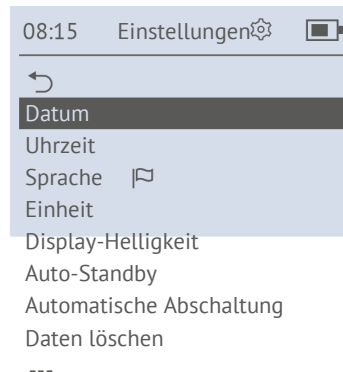 08:15 Einstellungen
Datum
Uhrzeit
Sprache
Einheit
Display-Helligkeit
Auto-Standby
Automatische Abschaltung
Daten löschen
---